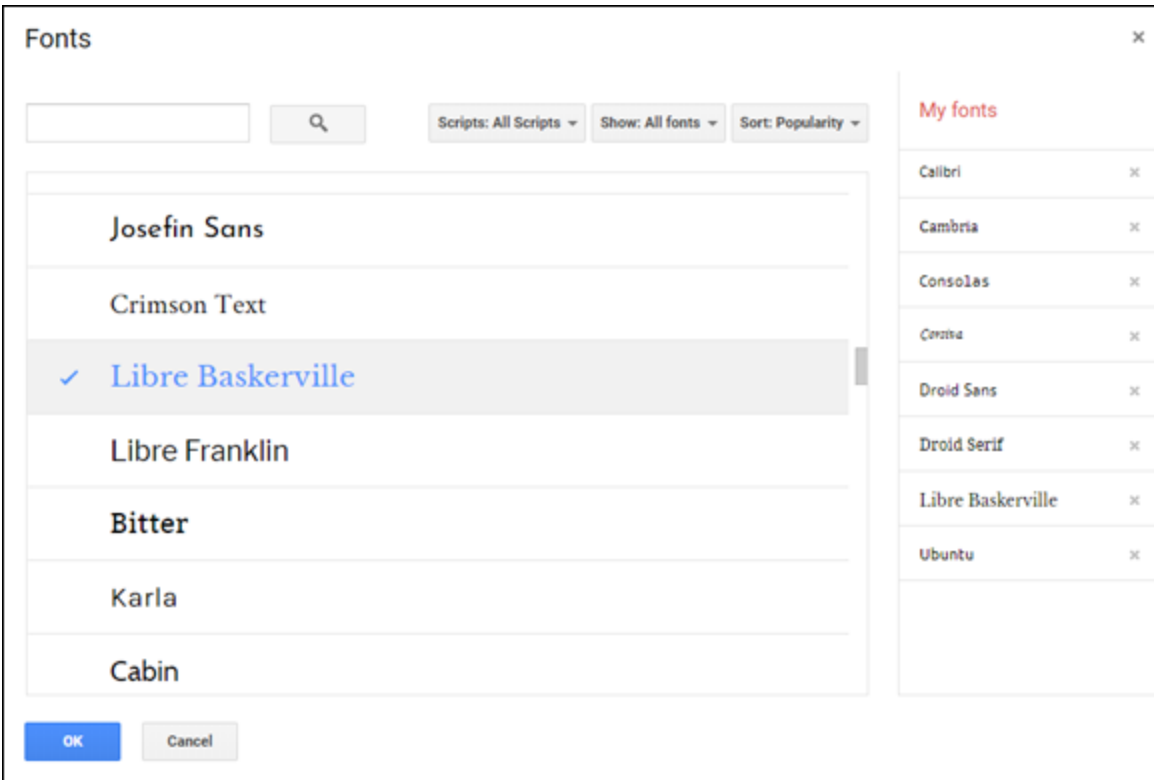 Fonts
Scripts: All Scripts
Show: All fonts
Sort: Popularity
Josefin Sans
Crimson Text
Libre Baskerville
Libre Franklin
Bitter
Karla
Cabin
OK
Cancel
My fonts
Calibri
Cambria
Consolas
Corsiva
Droid Sans
Droid Serif
Libre Baskerville
Ubuntu